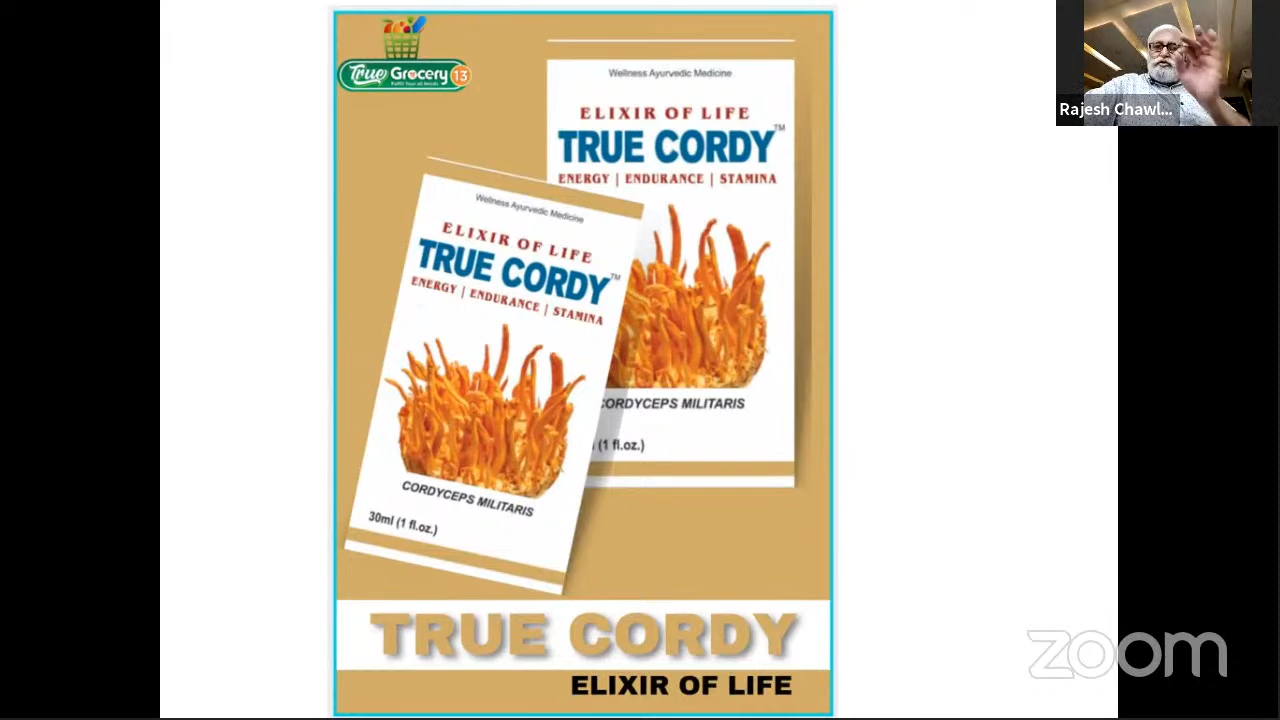 True Grocery 13
Wellness Ayurvedic Medicine
ELIXIR OF LIFE
TRUE CORDY™
ENERGY | ENDURANCE | STAMINA
CORDYCEPS MILITARIS
(1 fl.oz.)
Wellness Ayurvedic Medicine
ELIXIR OF LIFE
TRUE CORDY™
ENERGY | ENDURANCE | STAMINA
CORDYCEPS MILITARIS
30ml (1 fl.oz.)
TRUE CORDY
ELIXIR OF LIFE
Rajesh Chawl...
zoom